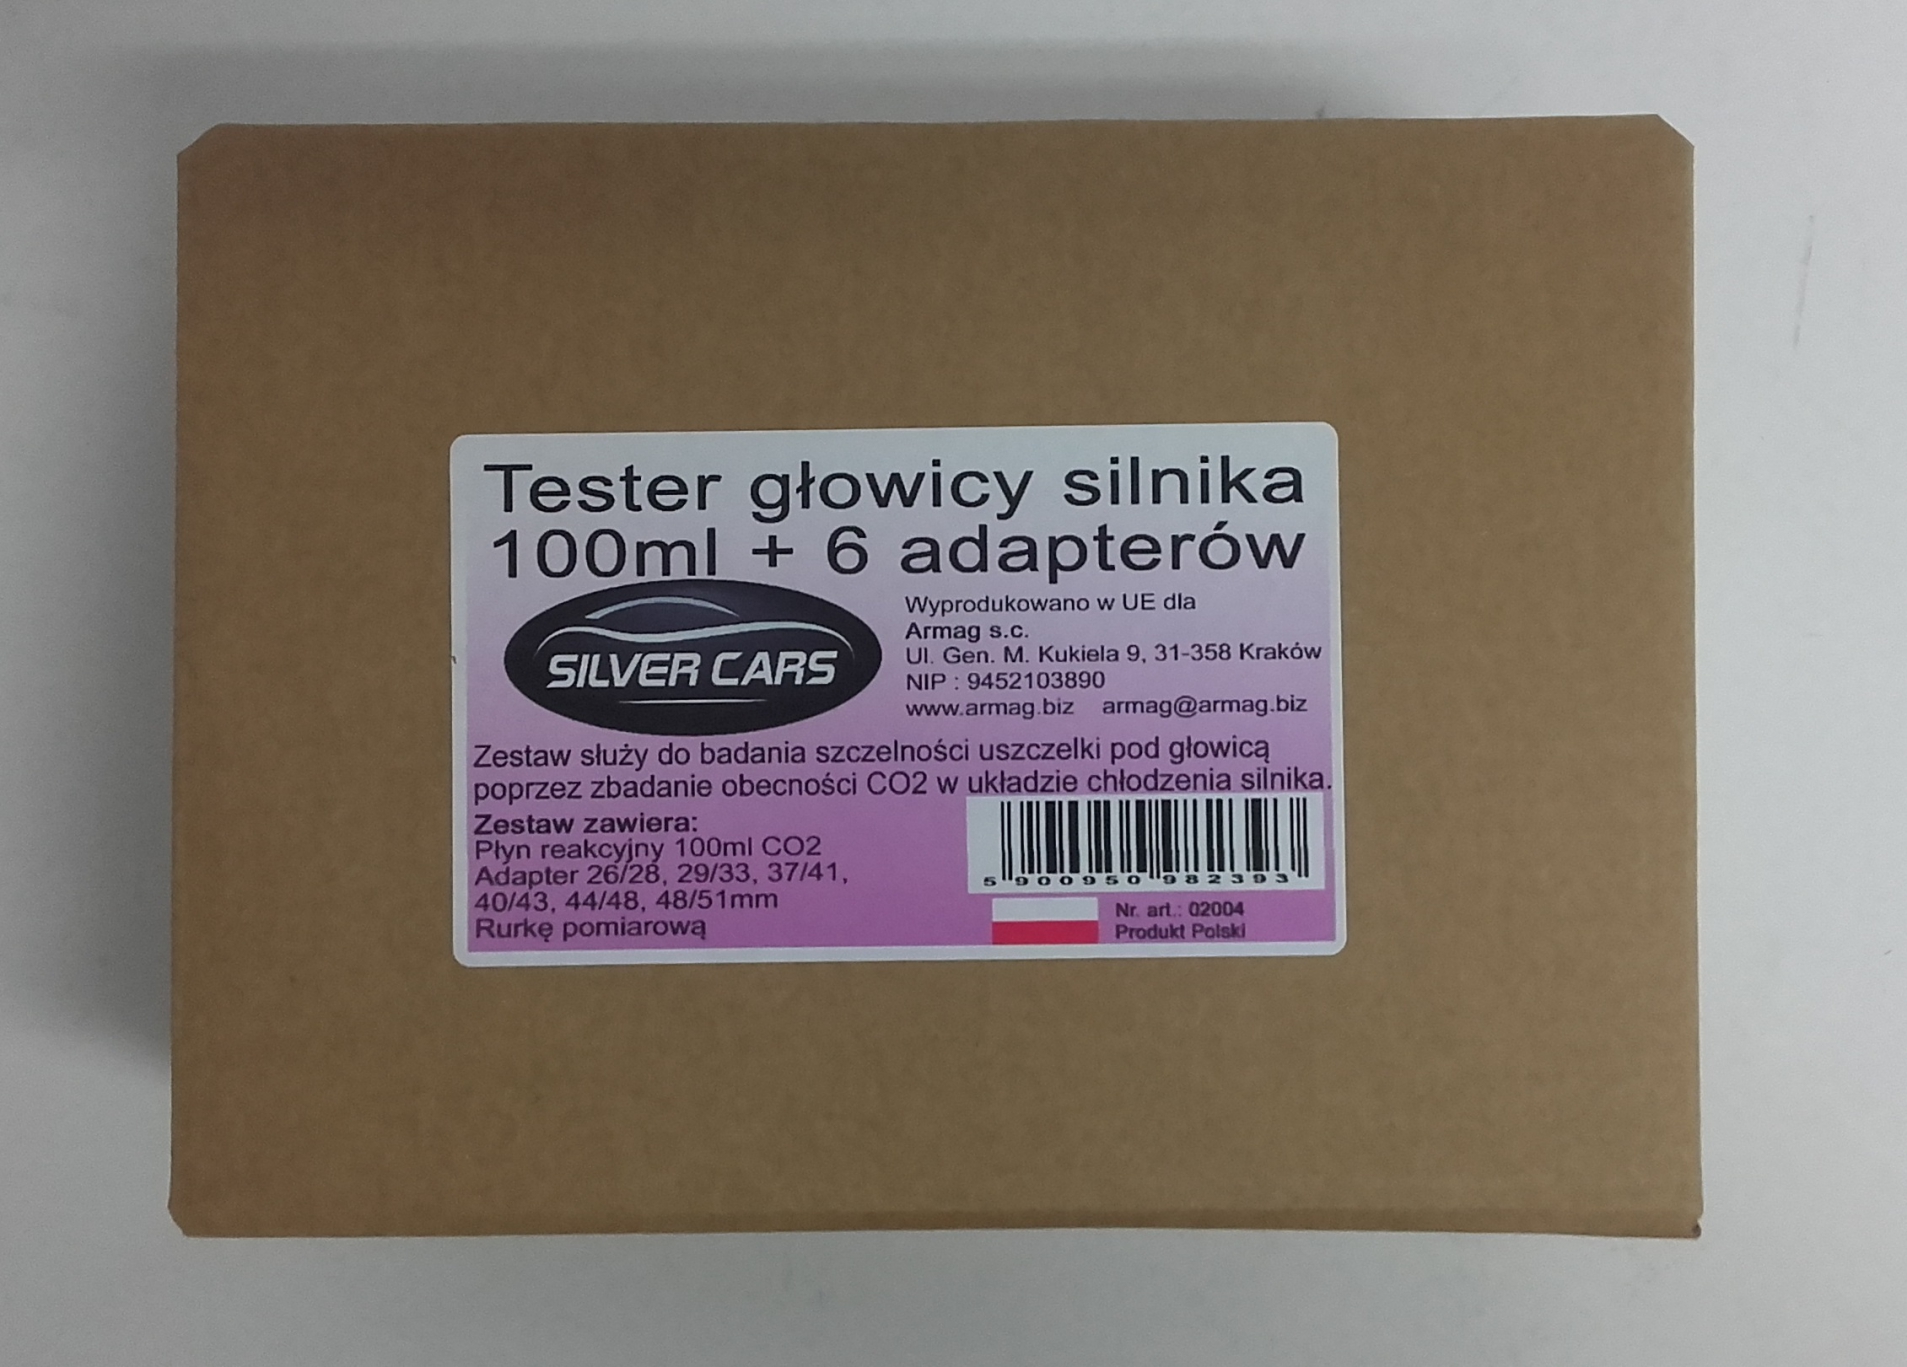 Tester głowicy silnika
100ml + 6 adapterów
SILVER CARS
Wyprodukowano w UE dla
Armag s.c.
Ul. Gen. M. Kukiela 9, 31-358 Kraków
NIP : 9452103890
www.armag.biz armag@armag.biz
Zestaw służy do badania szczelności uszczelki pod głowicą
poprzez zbadanie obecności CO2 w układzie chłodzenia silnika.
Zestaw zawiera:
Płyn reakcyjny 100ml CO2
Adapter 26/28, 29/33, 37/41,
40/43, 44/48, 48/51mm
Rurkę pomiarową
5 900950 982393
Nr. art.: 02004
Produkt Polski